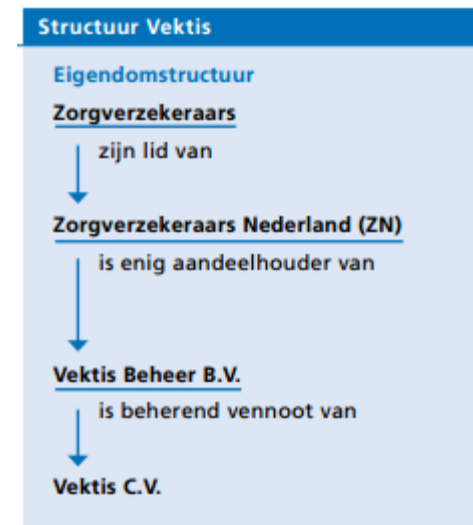 Structuur Vektis
Eigendomstructuur
Zorgverzekeraars
zijn lid van
Zorgverzekeraars Nederland (ZN)
is enig aandeelhouder van
Vektis Beheer B.V.
is beherend vennoot van
Vektis C.V.